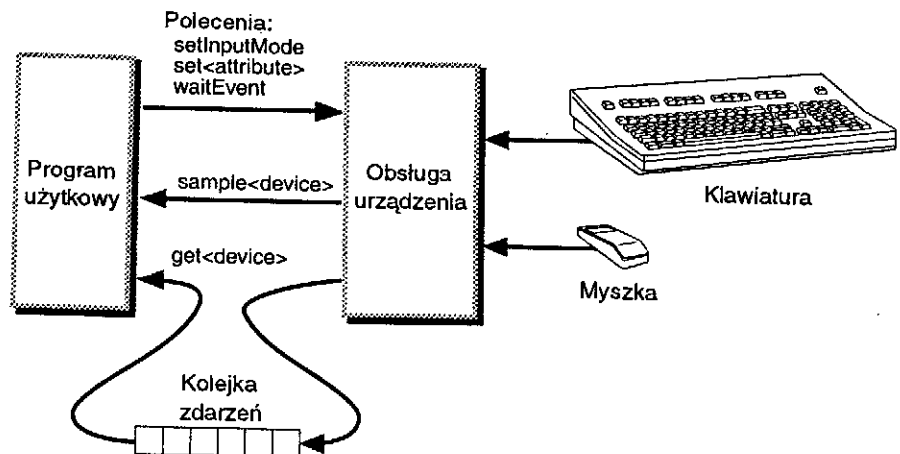 Polecenia:
setInputMode
set<attribute>
waitEvent
Program
użytkowy
sample<device>
Obsługa
urządzenia
Klawiatura
get<device>
Myszka
Kolejka
zdarzeń